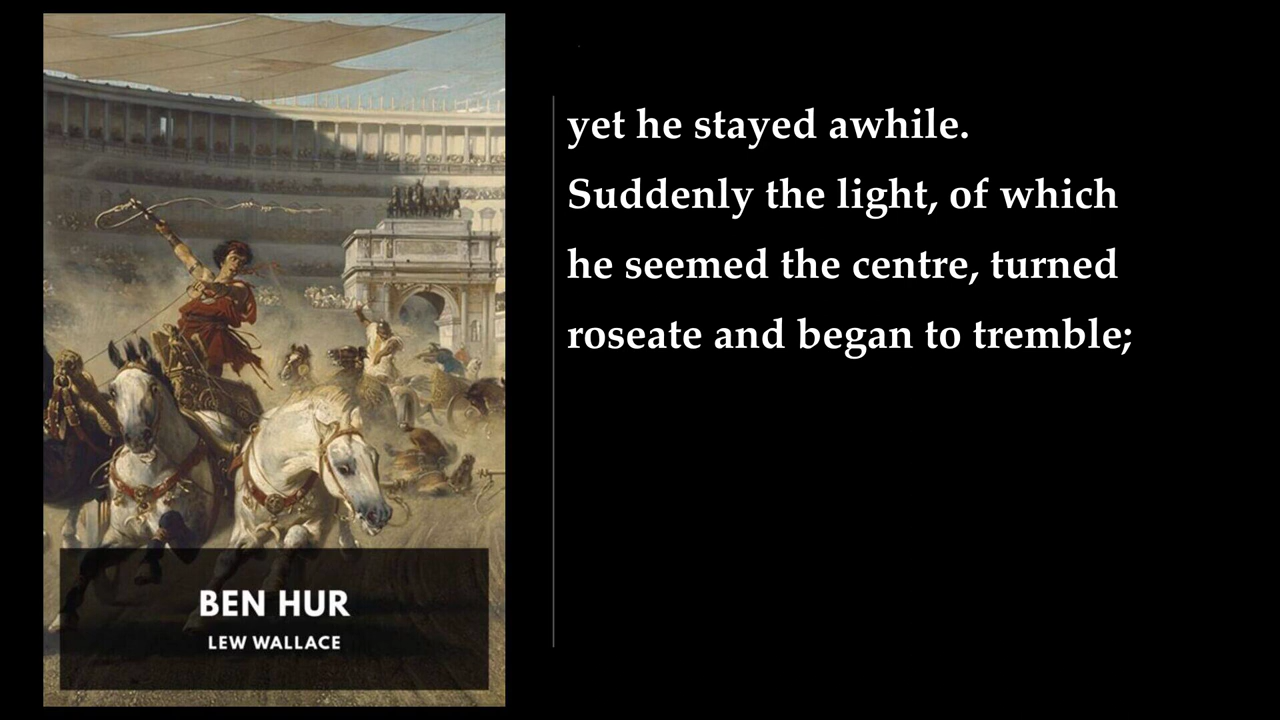 yet he stayed awhile.
Suddenly the light, of which
he seemed the centre, turned
roseate and began to tremble;
BEN HUR
LEW WALLACE